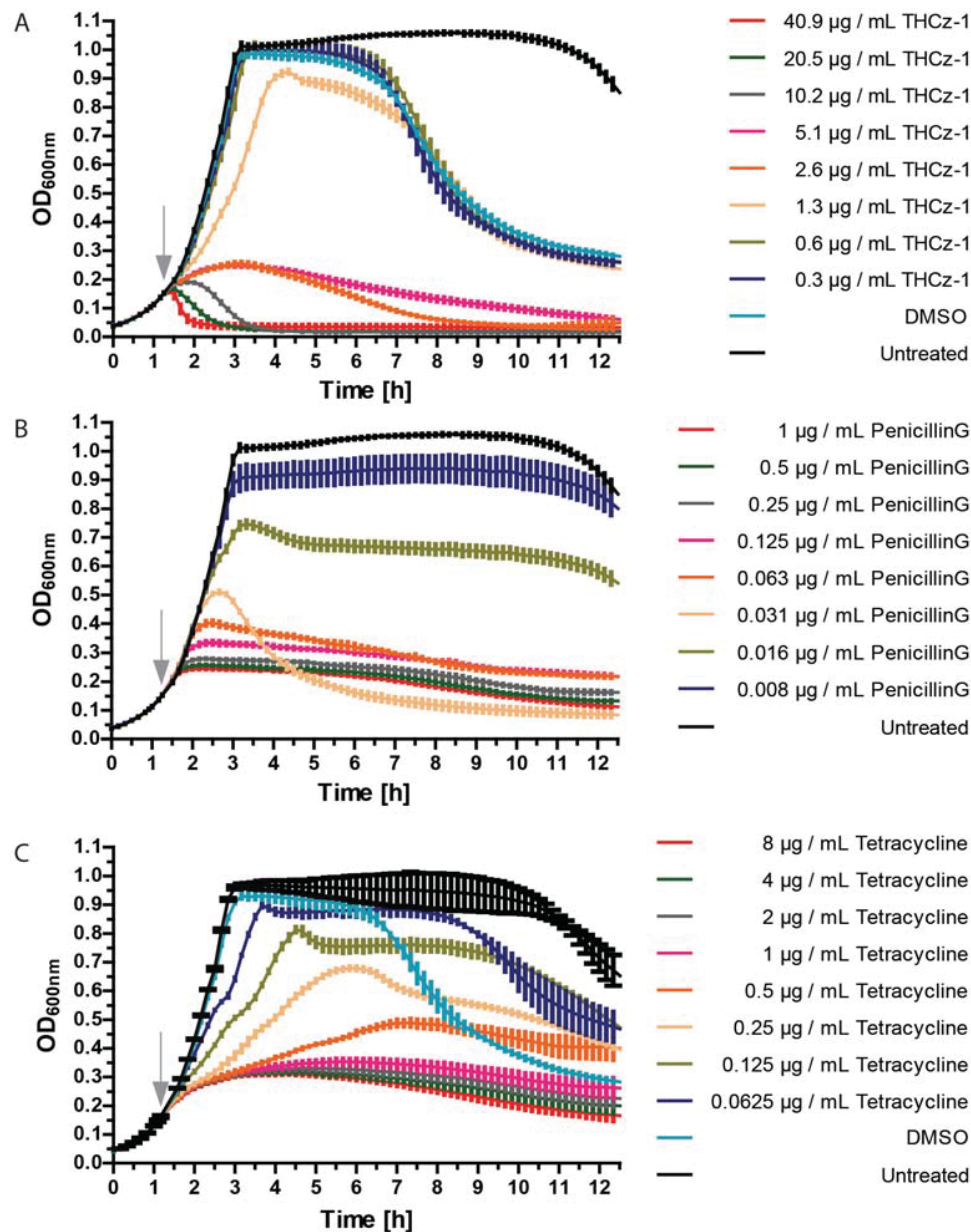 A
OD600nm
1.1
1.0
0.9
0.8
0.7
0.6
0.5
0.4
0.3
0.2
0.1
0.0
0 1 2 3 4 5 6 7 8 9 10 11 12
Time [h]
40.9 µg / mL THCz-1
20.5 µg / mL THCz-1
10.2 µg / mL THCz-1
5.1 µg / mL THCz-1
2.6 µg / mL THCz-1
1.3 µg / mL THCz-1
0.6 µg / mL THCz-1
0.3 µg / mL THCz-1
DMSO
Untreated
B
OD600nm
1.1
1.0
0.9
0.8
0.7
0.6
0.5
0.4
0.3
0.2
0.1
0.0
0 1 2 3 4 5 6 7 8 9 10 11 12
Time [h]
1 µg / mL PenicillinG
0.5 µg / mL PenicillinG
0.25 µg / mL PenicillinG
0.125 µg / mL PenicillinG
0.063 µg / mL PenicillinG
0.031 µg / mL PenicillinG
0.016 µg / mL PenicillinG
0.008 µg / mL PenicillinG
Untreated
C
OD600nm
1.1
1.0
0.9
0.8
0.7
0.6
0.5
0.4
0.3
0.2
0.1
0.0
0 1 2 3 4 5 6 7 8 9 10 11 12
Time [h]
8 µg / mL Tetracycline
4 µg / mL Tetracycline
2 µg / mL Tetracycline
1 µg / mL Tetracycline
0.5 µg / mL Tetracycline
0.25 µg / mL Tetracycline
0.125 µg / mL Tetracycline
0.0625 µg / mL Tetracycline
DMSO
Untreated